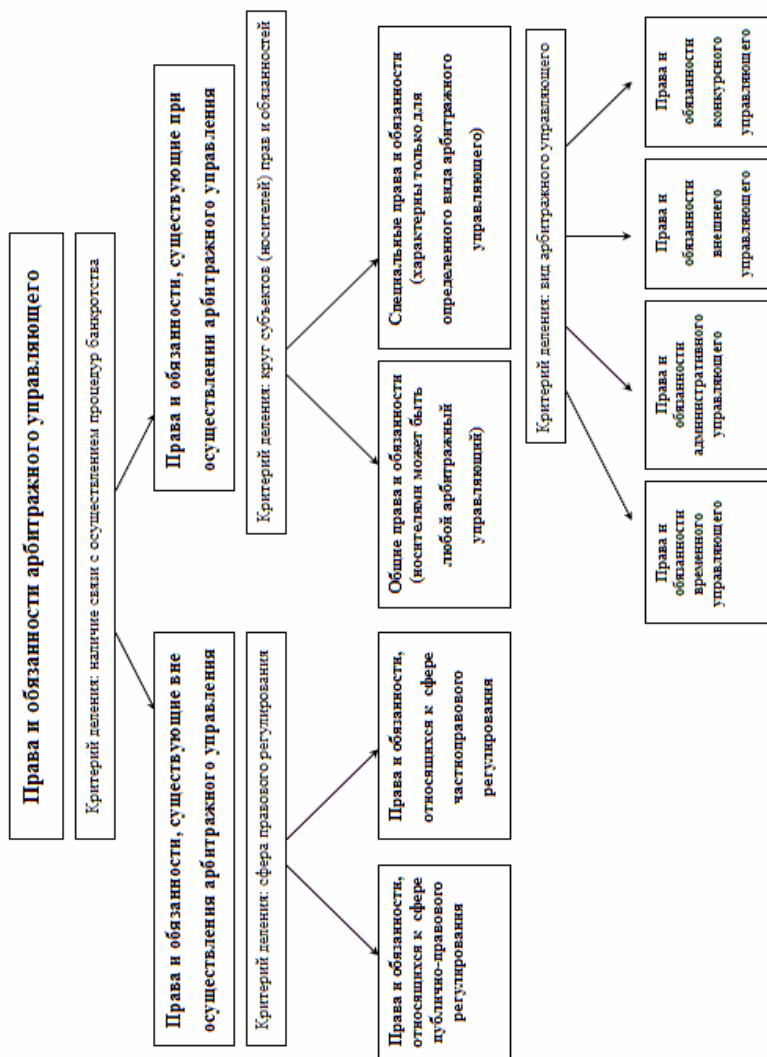 Права и обязанности арбитражного управляющего
Критерий деления: наличие связи с осуществлением процедур банкротства
Права и обязанности, существующие вне
осуществления арбитражного управления
Права и обязанности, существующие при
осуществлении арбитражного управления
Критерий деления: сфера правового регулирования
Критерий деления: круг субъектов (носителей) прав и обязанностей
Права и обязанности,
относящихся к сфере
публично-правового
регулирования
Права и обязанности,
относящихся к сфере
частноправового
регулирования
Общие права и обязанности
(носителями может быть
любой арбитражный
управляющий)
Специальные права и обязанности
(характерны только для
определенного вида арбитражного
управляющего)
Критерий деления: вид арбитражного управляющего
Права и
обязанности
временного
управляющего
Права и
обязанности
административного
управляющего
Права и
обязанности
внешнего
управляющего
Права и
обязанности
конкурсного
управляющего